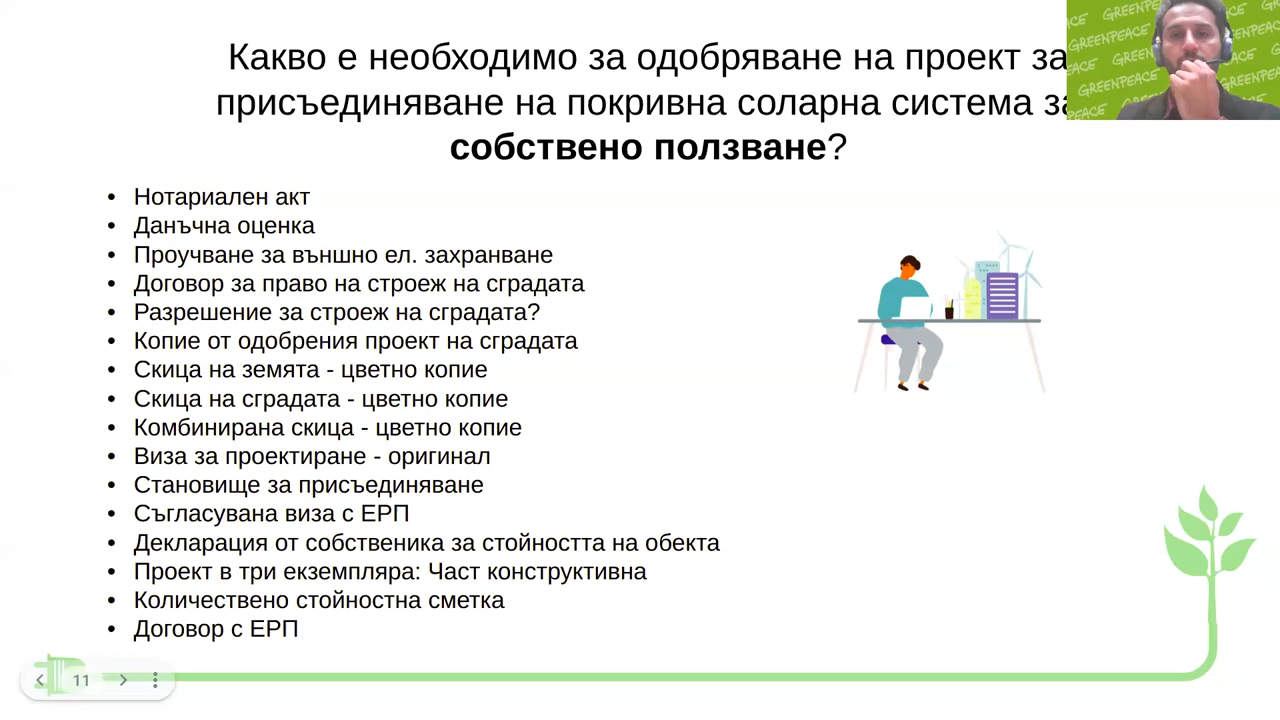 Какво е необходимо за одобряване на проект за
присъединяване на покривна соларна система за
собствено ползване?
GREENPEACE
GREENPEACE
GREENPEACE
GREENPEACE
• Нотариален акт
• Данъчна оценка
• Проучване за външно ел. захранване
• Договор за право на строеж на сградата
• Разрешение за строеж на сградата?
• Копие от одобрения проект на сградата
• Скица на земята - цветно копие
• Скица на сградата - цветно копие
• Комбинирана скица - цветно копие
• Виза за проектиране - оригинал
• Становище за присъединяване
• Съгласувана виза с ЕРП
• Декларация от собственика за стойността на обекта
• Проект в три екземпляра: Част конструктивна
• Количествено стойностна сметка
• Договор с ЕРП
11